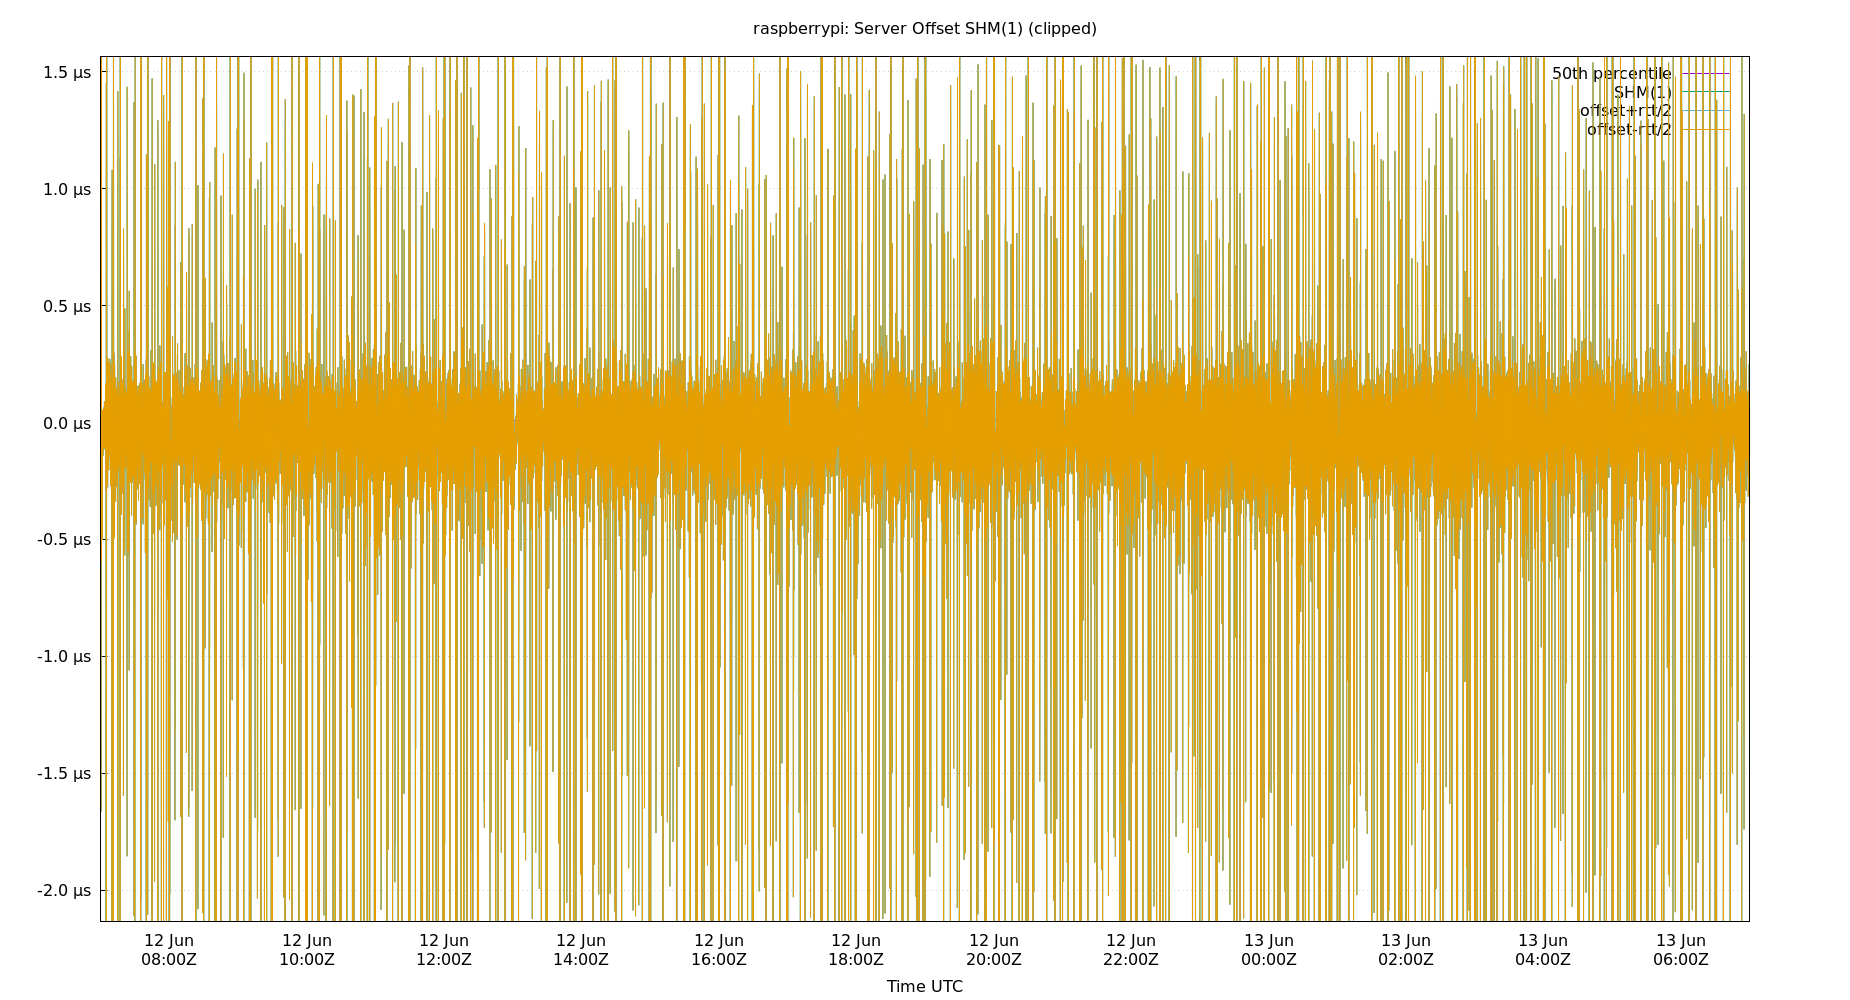 raspberrypi: Server Offset SHM(1) (clipped)
1.5 µs
1.0 µs
0.5 µs
0.0 µs
-0.5 µs
-1.0 µs
-1.5 µs
-2.0 µs
50th percentile
SHM(1)
offset+rtt/2
offset-rtt/2
12 Jun 12 Jun 12 Jun 12 Jun 12 Jun 12 Jun 12 Jun 12 Jun 13 Jun 13 Jun 13 Jun 13 Jun
08:00Z 10:00Z 12:00Z 14:00Z 16:00Z 18:00Z 20:00Z 22:00Z 00:00Z 02:00Z 04:00Z 06:00Z
Time UTC